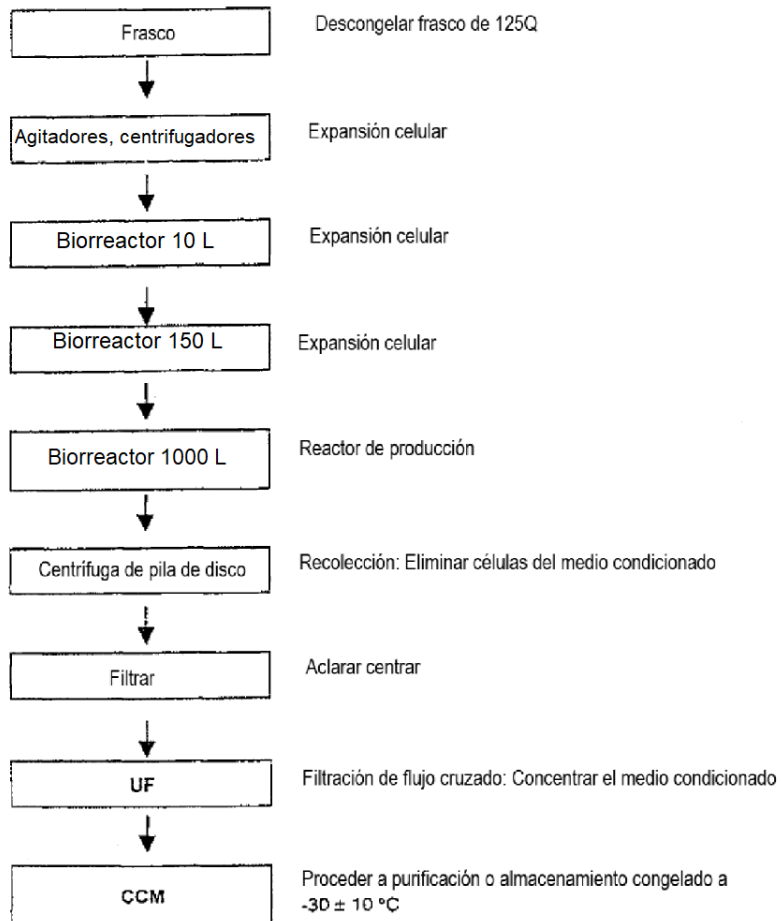 Frasco
Descongelar frasco de 125Q
Agitadores, centrifugadores
Expansión celular
Biorreactor 10 L
Expansión celular
Biorreactor 150 L
Expansión celular
Biorreactor 1000 L
Reactor de producción
Centrífuga de pila de disco
Recolección: Eliminar células del medio condicionado
Filtrar
Aclarar centrar
UF
Filtración de flujo cruzado: Concentrar el medio condicionado
CCM
Proceder a purificación o almacenamiento congelado a
-30 ± 10 ºC